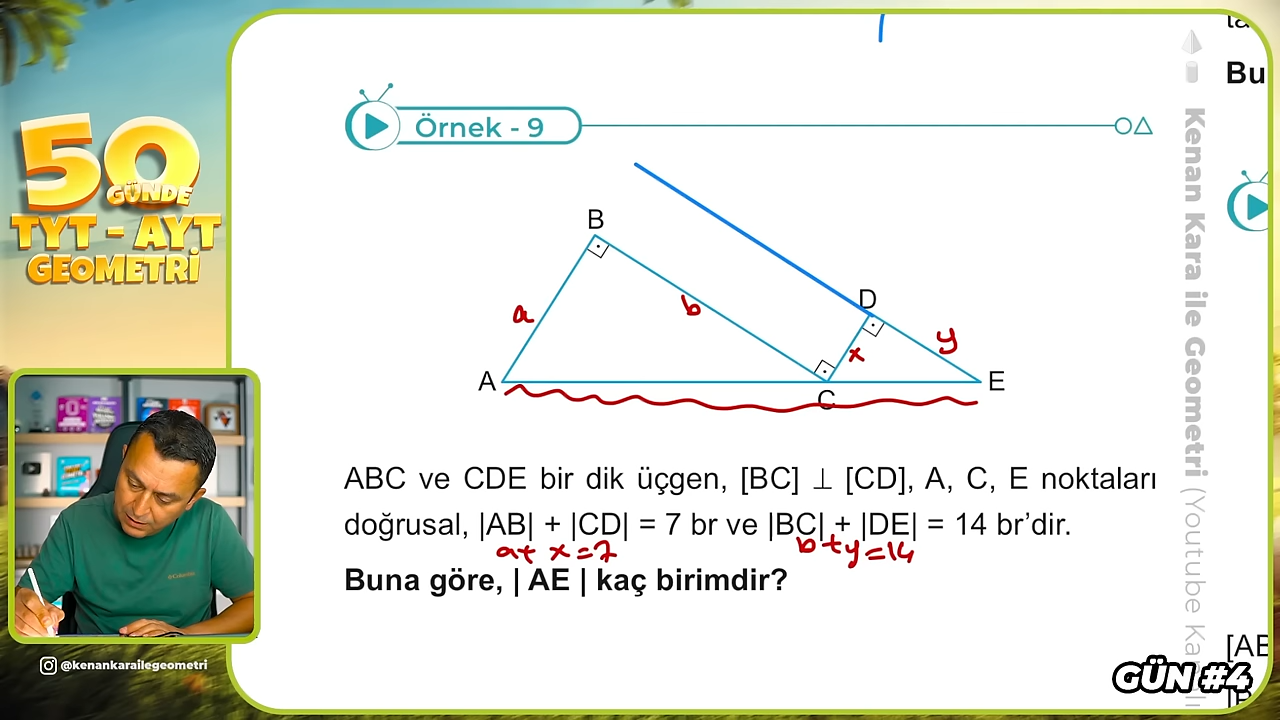 50
GÜNDE
TYT - AYT
GEOMETRİ
Örnek - 9
B
a
b
D
x
y
A
C
E
ABC ve CDE bir dik üçgen, [BC] ⊥ [CD], A, C, E noktaları
doğrusal, |AB| + |CD| = 7 br ve |BC| + |DE| = 14 br'dir.
a+ x=7 b+y=14
Buna göre, | AE | kaç birimdir?
Kenan Kara ile Geometri (Youtube Ka
Bu
[AE
@kenankarailegeometri
GÜN #4